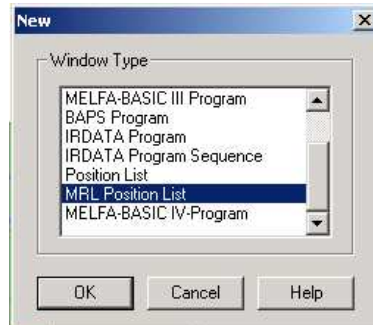 New
Window Type
MELFA-BASIC III Program
BAPS Program
IRDATA Program
IRDATA Program Sequence
Position List
MRL Position List
MELFA-BASIC IV-Program
OK Cancel Help